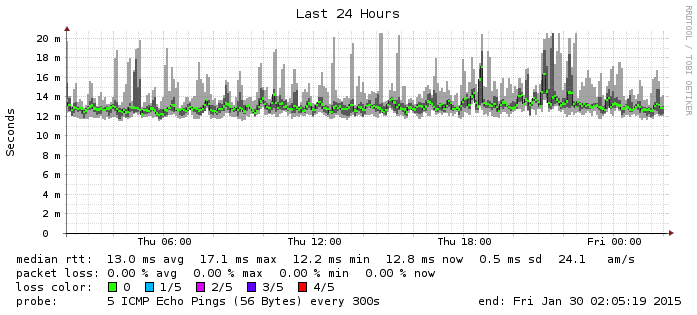 Last 24 Hours
RRDTOOL / TOBI OETIKER
Seconds
20 m
18 m
16 m
14 m
12 m
10 m
8 m
6 m
4 m
2 m
0
Thu 06:00 Thu 12:00 Thu 18:00 Fri 00:00
median rtt: 13.0 ms avg 17.1 ms max 12.2 ms min 12.8 ms now 0.5 ms sd 24.1 am/s
packet loss: 0.00 % avg 0.00 % max 0.00 % min 0.00 % now
loss color: 0 1/5 2/5 3/5 4/5
probe: 5 ICMP Echo Pings (56 Bytes) every 300s end: Fri Jan 30 02:05:19 2015